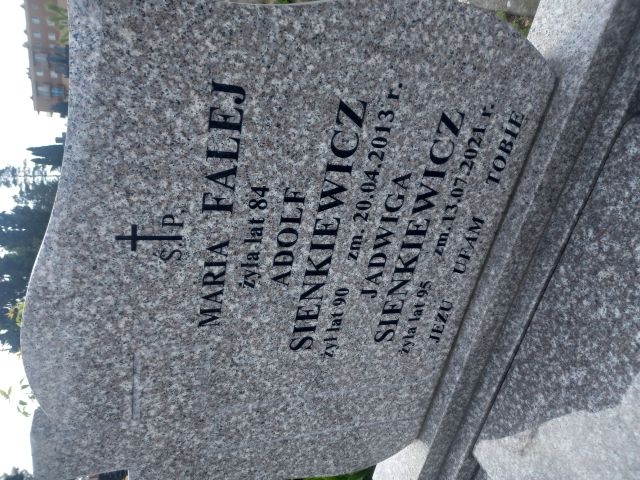 Ś P.
MARIA FALEJ
żyła lat 84
ADOLF
SIENKIEWICZ
żył lat 90 zm. 20.04.2013 r.
JADWIGA
SIENKIEWICZ
żyła lat 95 zm. 13.07.2021 r.
JEZU UFAM TOBIE